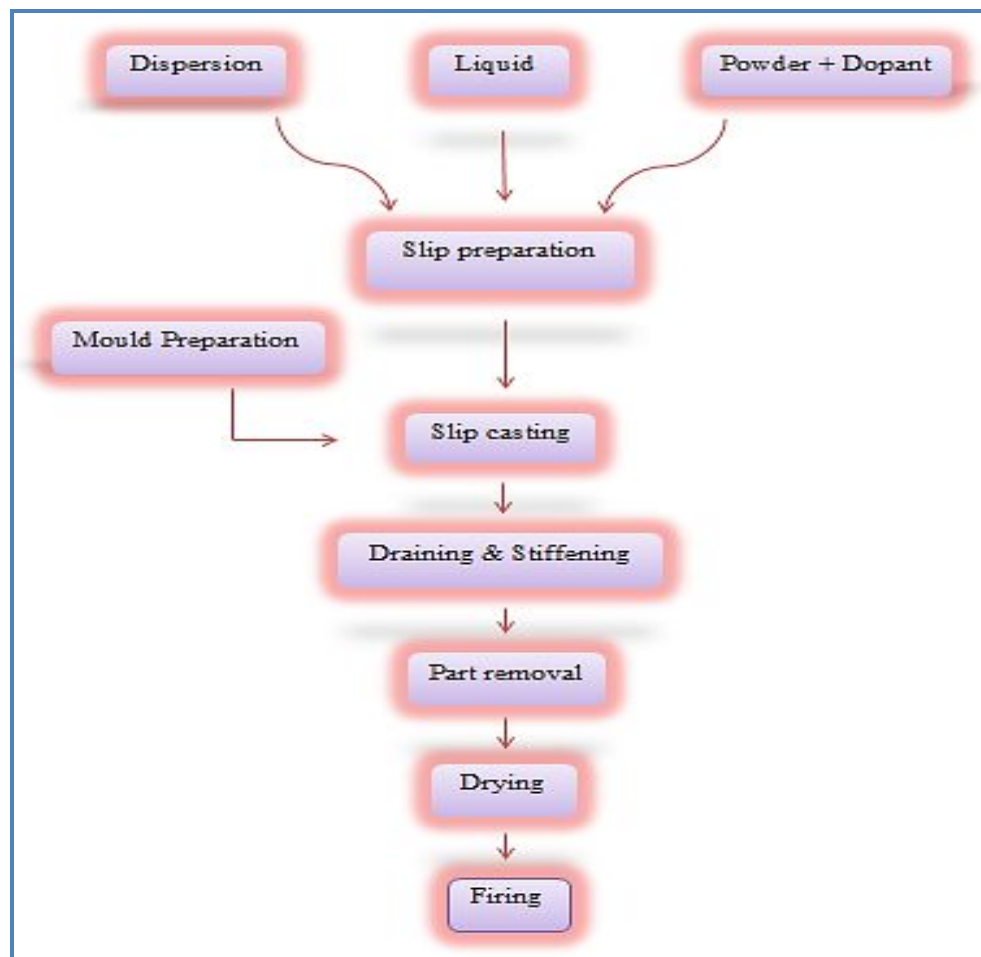 Dispersion
Liquid
Powder + Dopant
Slip preparation
Mould Preparation
Slip casting
Draining & Stiffening
Part removal
Drying
Firing